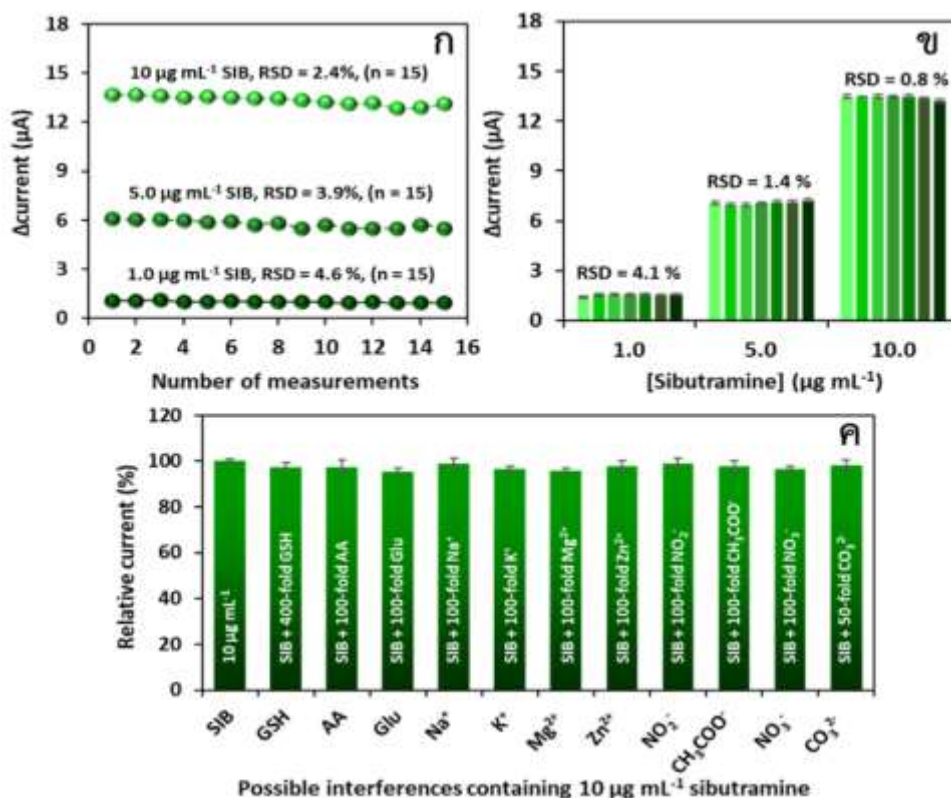 ก
18
15
12
9
6
3
0
Δcurrent (µA)
10 µg mL⁻¹ SIB, RSD = 2.4%, (n = 15)
5.0 µg mL⁻¹ SIB, RSD = 3.9%, (n = 15)
1.0 µg mL⁻¹ SIB, RSD = 4.6 %, (n = 15)
0 2 4 6 8 10 12 14 16
Number of measurements
ข
18
15
12
9
6
3
0
Δcurrent (µA)
RSD = 4.1 %
RSD = 1.4 %
RSD = 0.8 %
1.0 5.0 10.0
[Sibutramine] (µg mL⁻¹)
ค
120
100
80
60
40
20
0
Relative current (%)
10 µg mL⁻¹
SIB + 400-fold GSH
SIB + 100-fold AA
SIB + 100-fold Glu
SIB + 100-fold Na⁺
SIB + 100-fold K⁺
SIB + 100-fold Mg²⁺
SIB + 100-fold Zn²⁺
SIB + 100-fold NO₂⁻
SIB + 100-fold CH₃COO⁻
SIB + 100-fold NO₃⁻
SIB + 50-fold CO₃²⁻
SIB GSH AA Glu Na⁺ K⁺ Mg²⁺ Zn²⁺ NO₂⁻ CH₃COO⁻ NO₃⁻ CO₃²⁻
Possible interferences containing 10 µg mL⁻¹ sibutramine